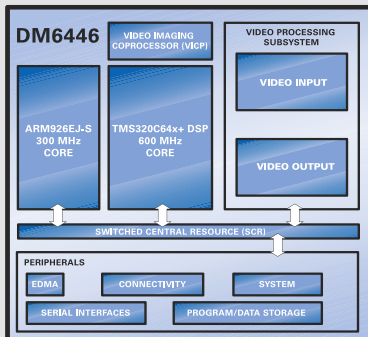 DM6446
VIDEO IMAGING
COPROCESSOR (VICP)
VIDEO PROCESSING
SUBSYSTEM
VIDEO INPUT
VIDEO OUTPUT
ARM926EJ-S
300 MHz
CORE
TMS320C64x+ DSP
600 MHz
CORE
SWITCHED CENTRAL RESOURCE (SCR)
PERIPHERALS
EDMA
CONNECTIVITY
SYSTEM
SERIAL INTERFACES
PROGRAM/DATA STORAGE